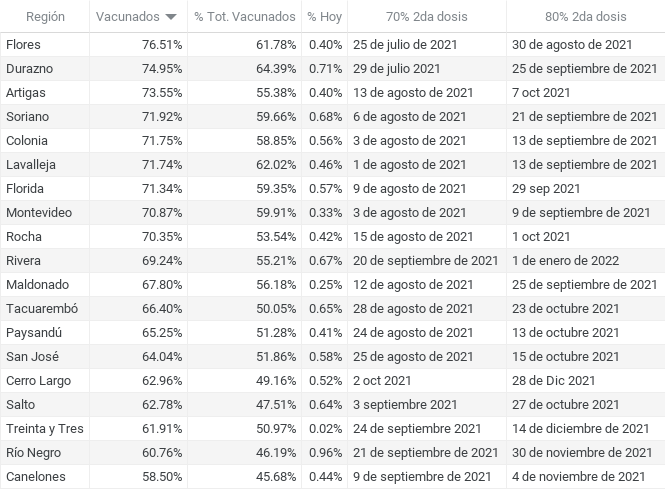 Región Vacunados % Tot. Vacunados % Hoy 70% 2da dosis 80% 2da dosis
Flores 76.51% 61.78% 0.40% 25 de julio de 2021 30 de agosto de 2021
Durazno 74.95% 64.39% 0.71% 29 de julio 2021 25 de septiembre de 2021
Artigas 73.55% 55.38% 0.40% 13 de agosto de 2021 7 oct 2021
Soriano 71.92% 59.66% 0.68% 6 de agosto de 2021 21 de septiembre de 2021
Colonia 71.75% 58.85% 0.56% 3 de agosto de 2021 13 de septiembre de 2021
Lavalleja 71.74% 62.02% 0.46% 1 de agosto de 2021 13 de septiembre de 2021
Florida 71.34% 59.35% 0.57% 9 de agosto de 2021 29 sep 2021
Montevideo 70.87% 59.91% 0.33% 3 de agosto de 2021 9 de septiembre de 2021
Rocha 70.35% 53.54% 0.42% 15 de agosto de 2021 1 oct 2021
Rivera 69.24% 55.21% 0.67% 20 de septiembre de 2021 1 de enero de 2022
Maldonado 67.80% 56.18% 0.25% 12 de agosto de 2021 25 de septiembre de 2021
Tacuarembó 66.40% 50.05% 0.65% 28 de agosto de 2021 23 de octubre 2021
Paysandú 65.25% 51.28% 0.41% 24 de agosto de 2021 13 de octubre 2021
San José 64.04% 51.86% 0.58% 25 de agosto de 2021 15 de octubre 2021
Cerro Largo 62.96% 49.16% 0.52% 2 oct 2021 28 de Dic 2021
Salto 62.78% 47.51% 0.64% 3 septiembre 2021 27 de octubre 2021
Treinta y Tres 61.91% 50.97% 0.02% 24 de septiembre 2021 14 de diciembre de 2021
Río Negro 60.76% 46.19% 0.96% 21 de septiembre de 2021 30 de noviembre de 2021
Canelones 58.50% 45.68% 0.44% 9 de septiembre de 2021 4 de noviembre de 2021